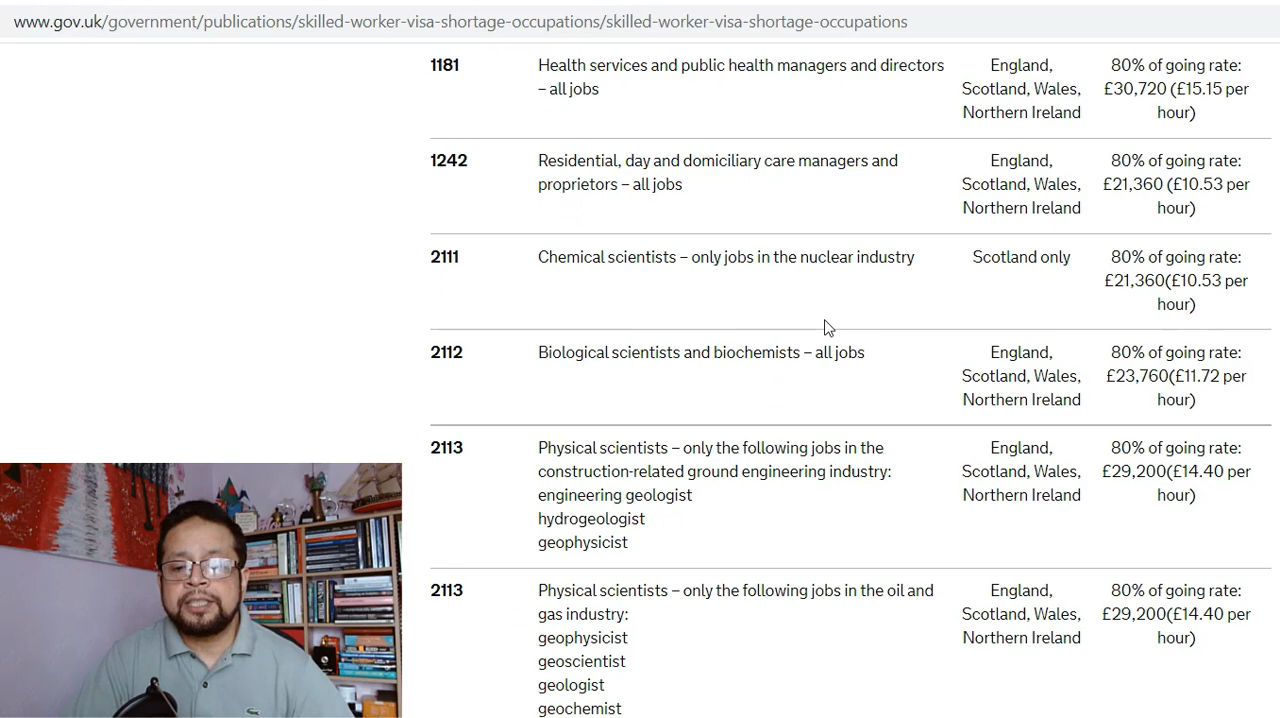 www.gov.uk/government/publications/skilled-worker-visa-shortage-occupations/skilled-worker-visa-shortage-occupations
1181 Health services and public health managers and directors England, 80% of going rate:
– all jobs Scotland, Wales, £30,720 (£15.15 per
Northern Ireland hour)
1242 Residential, day and domiciliary care managers and England, 80% of going rate:
proprietors – all jobs Scotland, Wales, £21,360 (£10.53 per
Northern Ireland hour)
2111 Chemical scientists – only jobs in the nuclear industry Scotland only 80% of going rate:
£21,360(£10.53 per
hour)
2112 Biological scientists and biochemists – all jobs England, 80% of going rate:
Scotland, Wales, £23,760(£11.72 per
Northern Ireland hour)
2113 Physical scientists – only the following jobs in the England, 80% of going rate:
construction-related ground engineering industry: Scotland, Wales, £29,200(£14.40 per
engineering geologist Northern Ireland hour)
hydrogeologist
geophysicist
2113 Physical scientists – only the following jobs in the oil and England, 80% of going rate:
gas industry: Scotland, Wales, £29,200(£14.40 per
geophysicist Northern Ireland hour)
geoscientist
geologist
geochemist